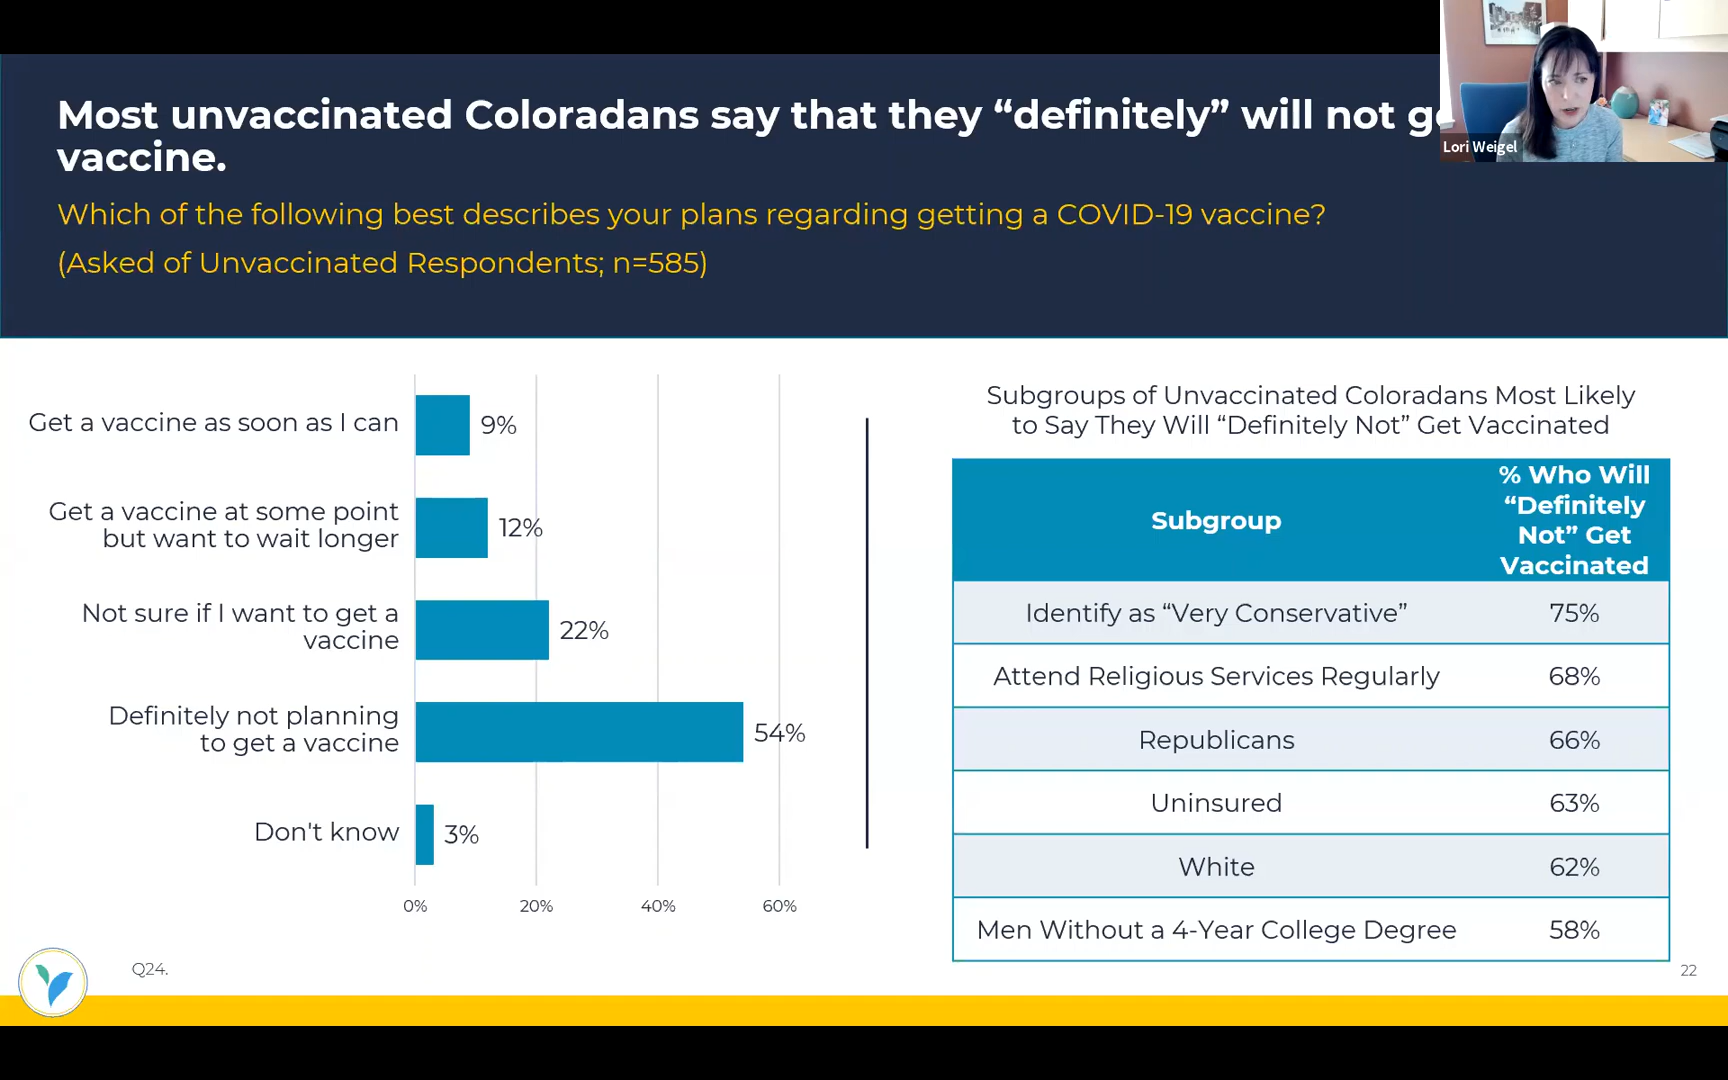 Most unvaccinated Coloradans say that they “definitely” will not
vaccine.
Which of the following best describes your plans regarding getting a COVID-19 vaccine?
(Asked of Unvaccinated Respondents; n=585)
Lori Weigel
Get a vaccine as soon as I can
9%
Get a vaccine at some point
but want to wait longer
12%
Not sure if I want to get a
vaccine
22%
Definitely not planning
to get a vaccine
54%
Don't know
3%
0%
20%
40%
60%
Subgroups of Unvaccinated Coloradans Most Likely
to Say They Will “Definitely Not” Get Vaccinated
Subgroup
% Who Will
“Definitely
Not” Get
Vaccinated
Identify as “Very Conservative” 75%
Attend Religious Services Regularly 68%
Republicans 66%
Uninsured 63%
White 62%
Men Without a 4-Year College Degree 58%
Q24.
22